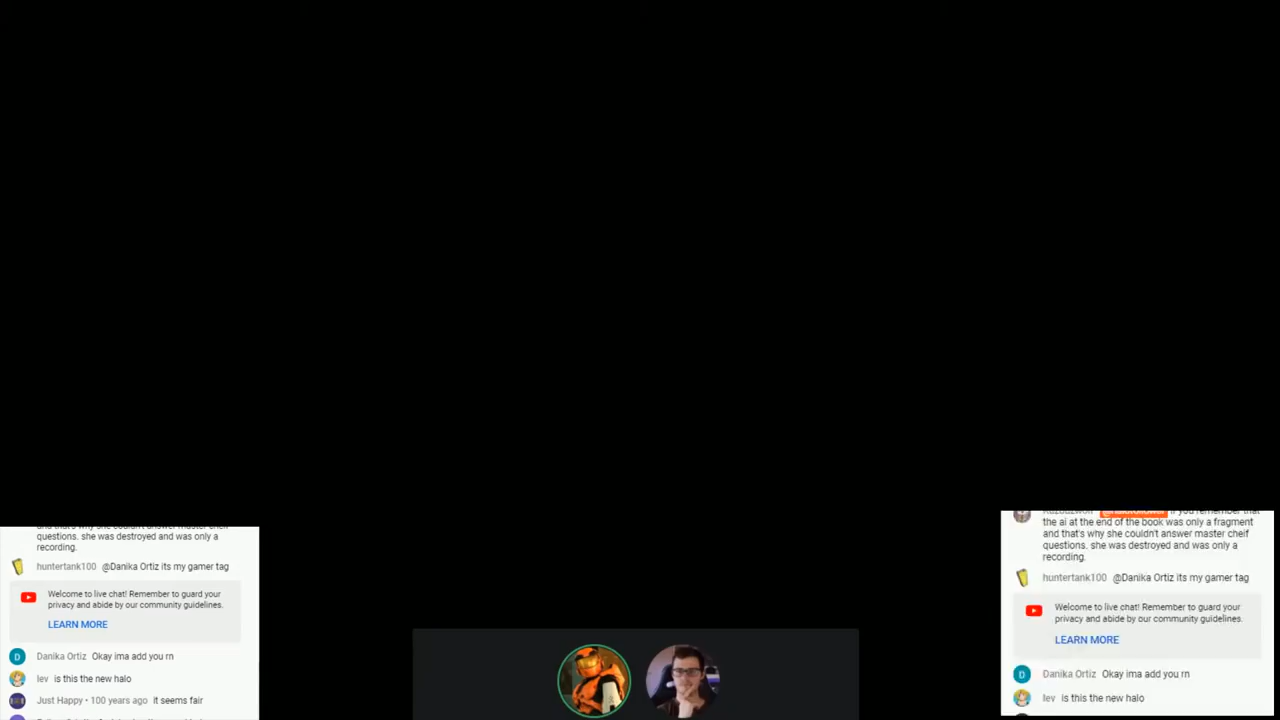 and that's why she couldn't answer master cheif
questions. she was destroyed and was only a
recording.
huntertank100 @Danika Ortiz its my gamer tag
Welcome to live chat! Remember to guard your
privacy and abide by our community guidelines.
LEARN MORE
D Danika Ortiz Okay ima add you rn
lev is this the new halo
Just Happy • 100 years ago it seems fair
if you remember that
the ai at the end of the book was only a fragment
and that's why she couldn't answer master cheif
questions. she was destroyed and was only a
recording.
huntertank100 @Danika Ortiz its my gamer tag
Welcome to live chat! Remember to guard your
privacy and abide by our community guidelines.
LEARN MORE
D Danika Ortiz Okay ima add you rn
lev is this the new halo